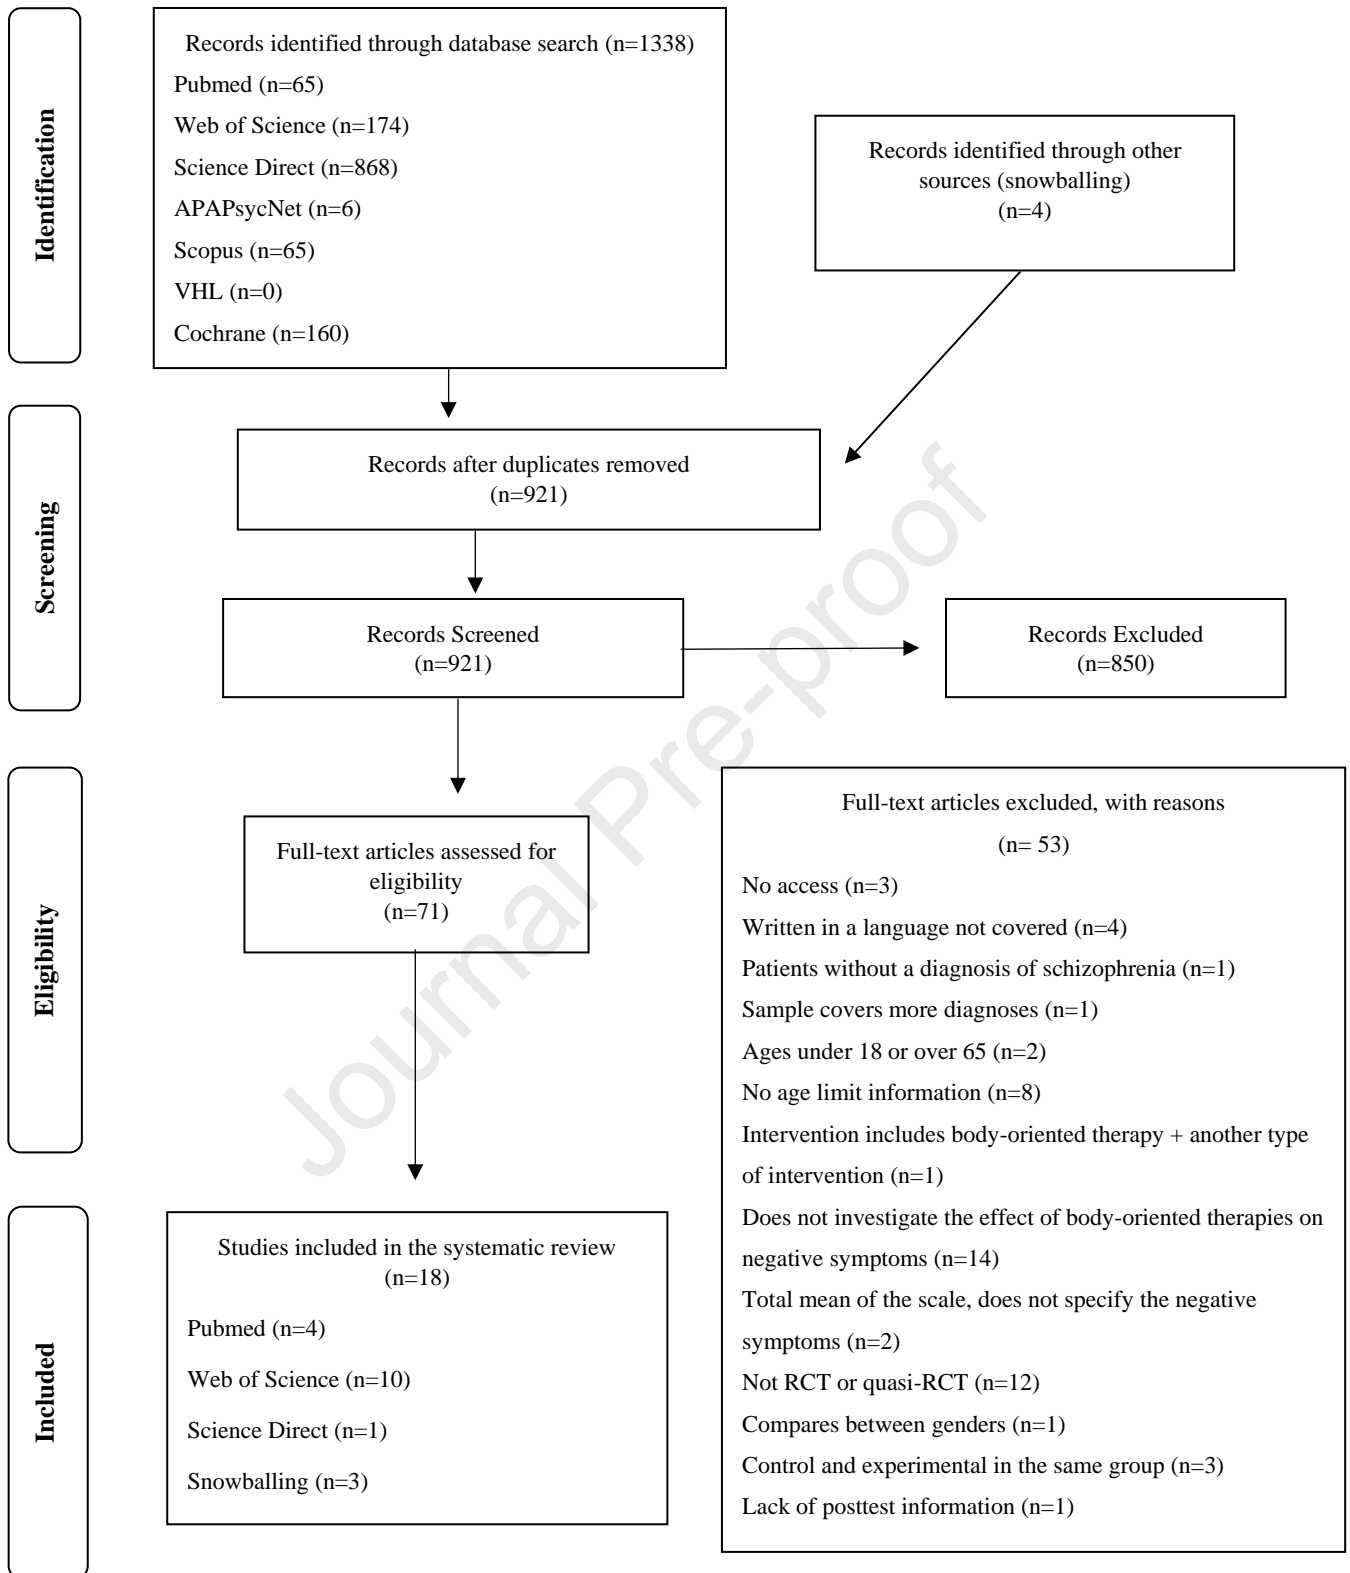 Identification
Records identified through database search (n=1338)
Pubmed (n=65)
Web of Science (n=174)
Science Direct (n=868)
APAPsycNet (n=6)
Scopus (n=65)
VHL (n=0)
Cochrane (n=160)
Records identified through other
sources (snowballing)
(n=4)
Screening
Records after duplicates removed
(n=921)
Records Screened
(n=921)
Records Excluded
(n=850)
Eligibility
Full-text articles assessed for
eligibility
(n=71)
Full-text articles excluded, with reasons
(n= 53)
No access (n=3)
Written in a language not covered (n=4)
Patients without a diagnosis of schizophrenia (n=1)
Sample covers more diagnoses (n=1)
Ages under 18 or over 65 (n=2)
No age limit information (n=8)
Intervention includes body-oriented therapy + another type
of intervention (n=1)
Does not investigate the effect of body-oriented therapies on
negative symptoms (n=14)
Total mean of the scale, does not specify the negative
symptoms (n=2)
Not RCT or quasi-RCT (n=12)
Compares between genders (n=1)
Control and experimental in the same group (n=3)
Lack of posttest information (n=1)
Included
Studies included in the systematic review
(n=18)
Pubmed (n=4)
Web of Science (n=10)
Science Direct (n=1)
Snowballing (n=3)
Journal Pre-proof